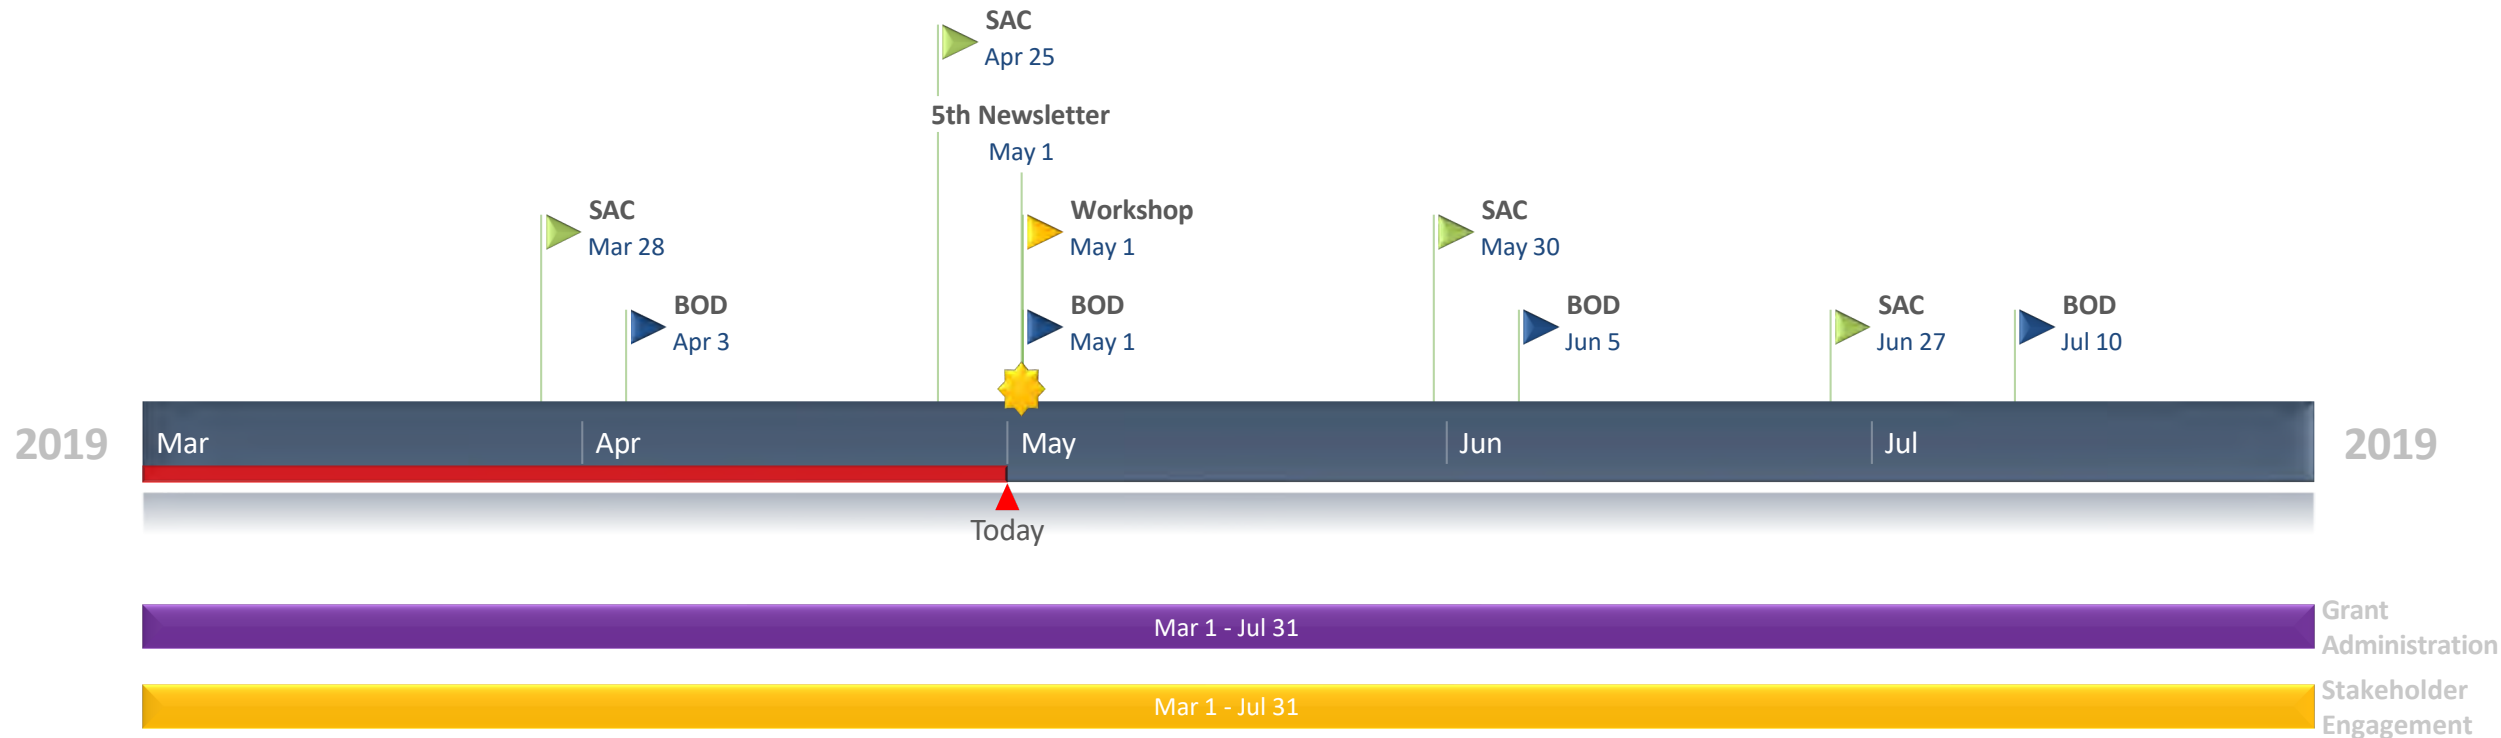 SAC
Apr 25
5th Newsletter
May 1
SAC
Mar 28
Workshop
May 1
SAC
May 30
BOD
Apr 3
BOD
May 1
BOD
Jun 5
SAC
Jun 27
BOD
Jul 10
2019
Mar
Apr
May
Jun
Jul
2019
Today
Mar 1 - Jul 31
Grant
Administration
Mar 1 - Jul 31
Stakeholder
Engagement